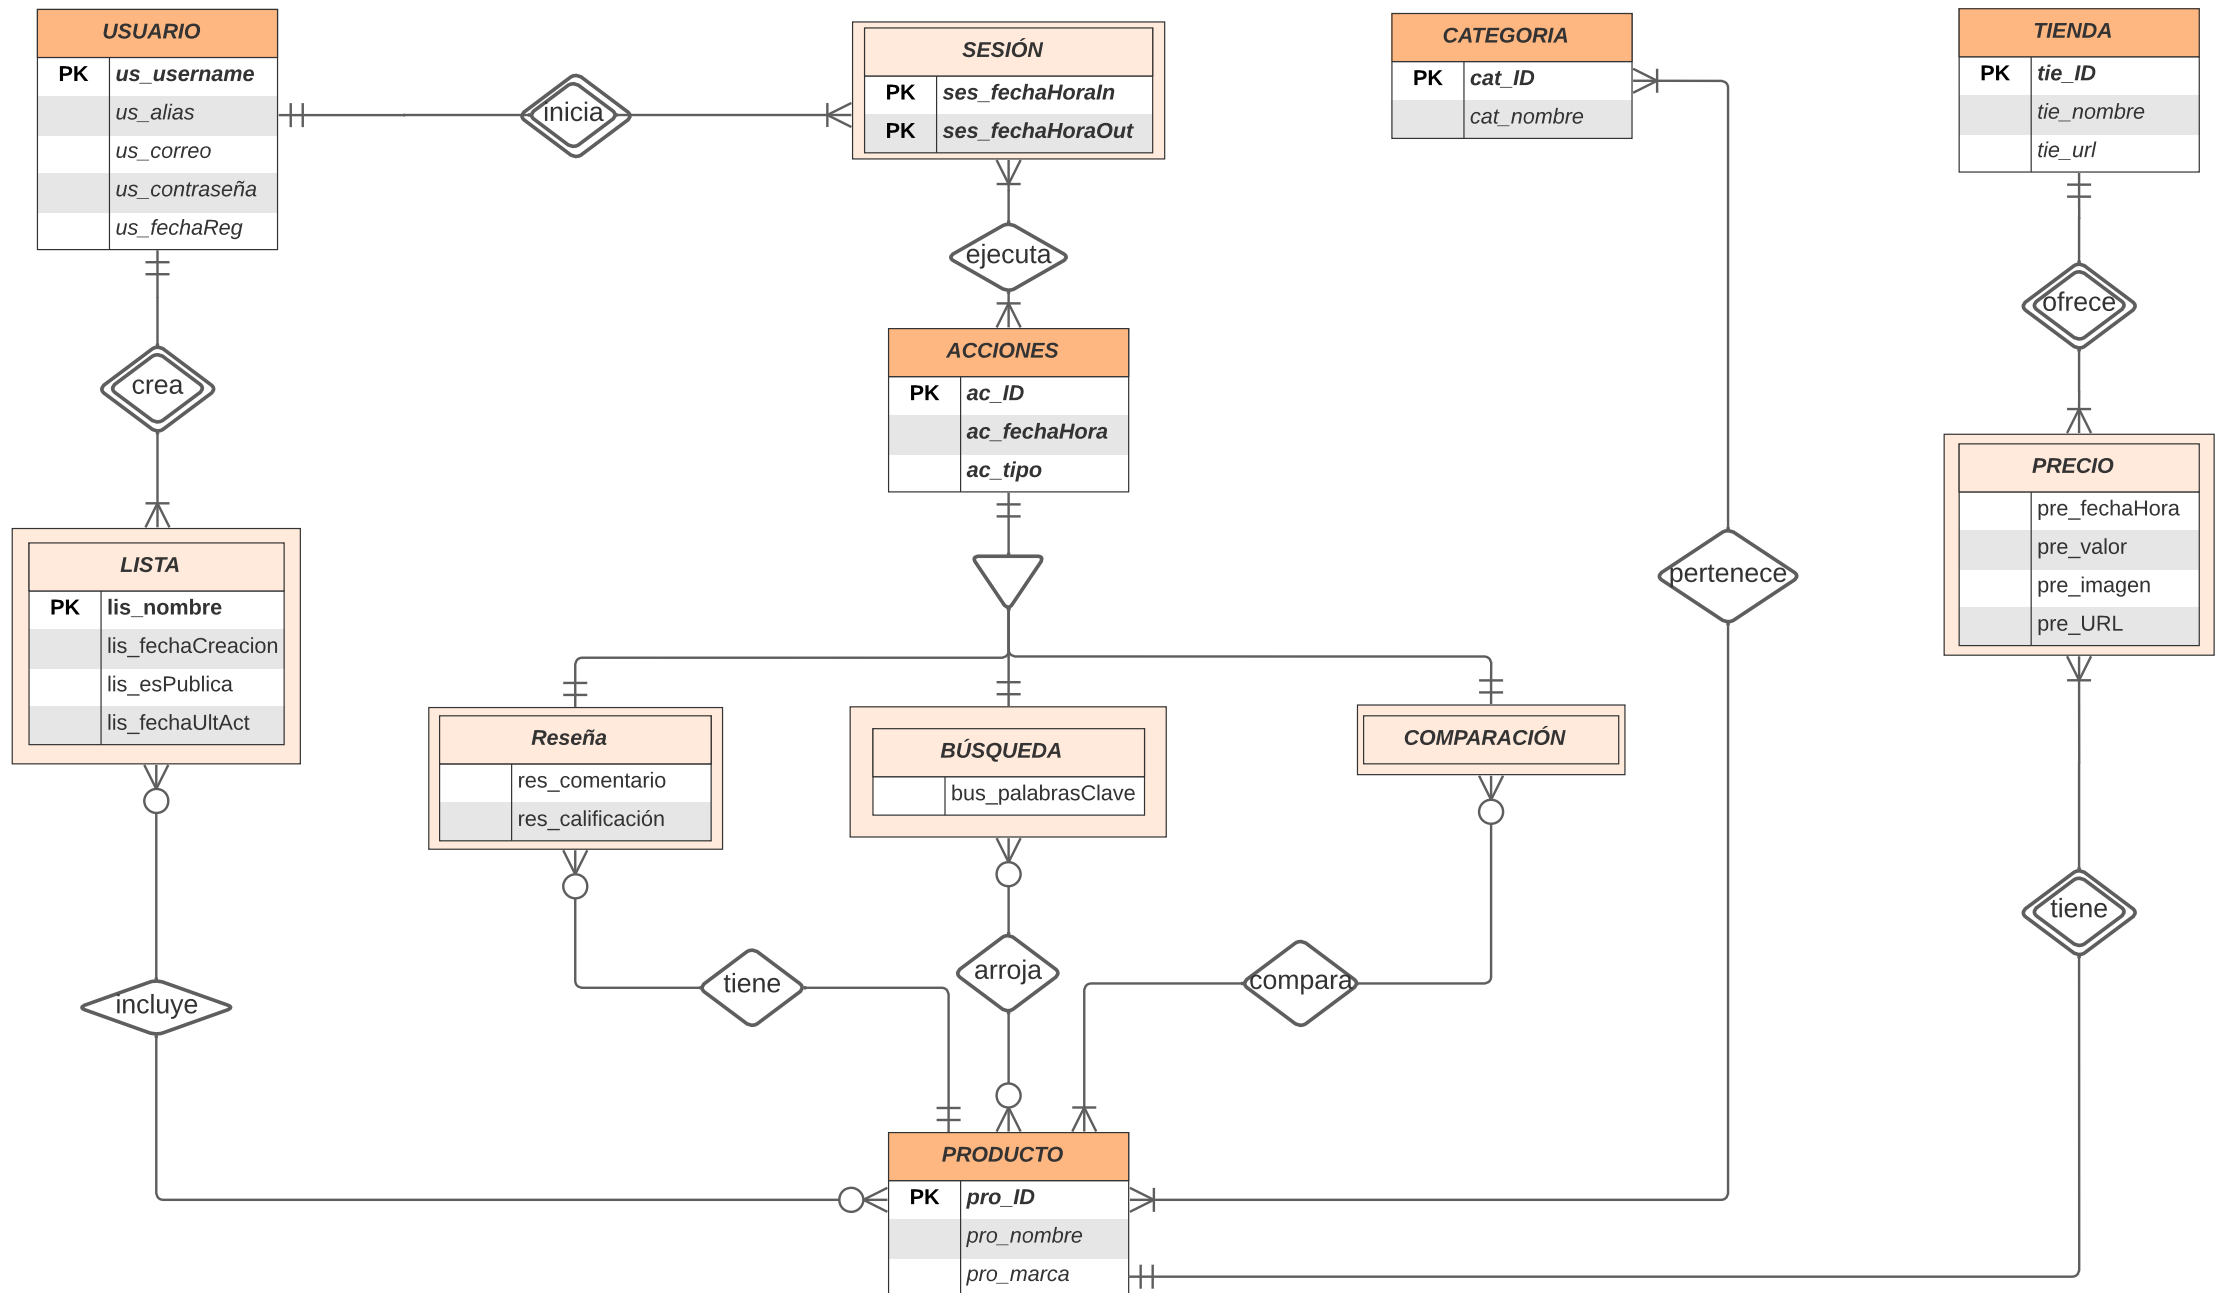 USUARIO
PK us_username
us_alias
us_correo
us_contraseña
us_fechaReg
inicia
SESIÓN
PK ses_fechaHoraIn
PK ses_fechaHoraOut
CATEGORIA
PK cat_ID
cat_nombre
TIENDA
PK tie_ID
tie_nombre
tie_url
ejecuta
ofrece
crea
ACCIONES
PK ac_ID
ac_fechaHora
ac_tipo
PRECIO
pre_fechaHora
pre_valor
pre_imagen
pre_URL
LISTA
PK lis_nombre
lis_fechaCreacion
lis_esPublica
lis_fechaUltAct
pertenece
Reseña
res_comentario
res_calificación
BÚSQUEDA
bus_palabrasClave
COMPARACIÓN
tiene
incluye
tiene
arroja
compara
PRODUCTO
PK pro_ID
pro_nombre
pro_marca